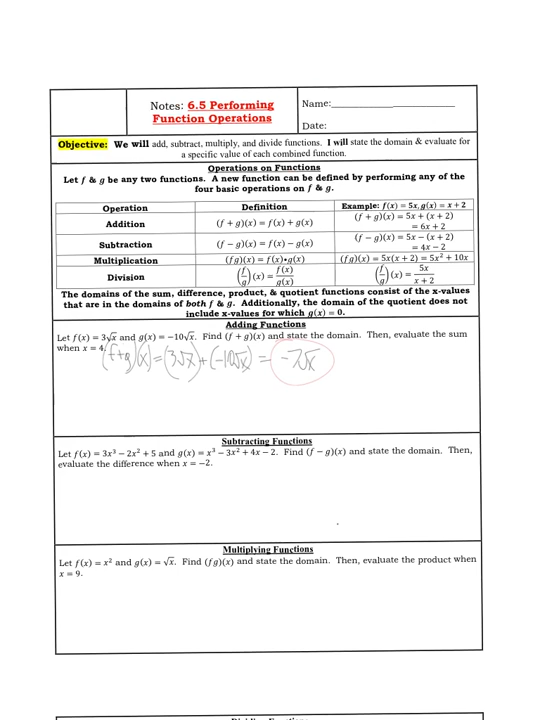 Notes: 6.5 Performing
Function Operations
Name:
Date:
Objective: We will add, subtract, multiply, and divide functions. I will state the domain & evaluate for
a specific value of each combined function.
Operations on Functions
Let f & g be any two functions. A new function can be defined by performing any of the
four basic operations on f & g.
Operation Definition Example: f(x) = 5x, g(x) = x + 2
Addition (f + g)(x) = f(x) + g(x) (f + g)(x) = 5x + (x + 2)
= 6x + 2
Subtraction (f − g)(x) = f(x) − g(x) (f − g)(x) = 5x − (x + 2)
= 4x − 2
Multiplication (fg)(x) = f(x)•g(x) (fg)(x) = 5x(x + 2) = 5x² + 10x
Division (f/g)(x) = f(x)/g(x) (f/g)(x) = 5x/x + 2
The domains of the sum, difference, product, & quotient functions consist of the x-values
that are in the domains of both f & g. Additionally, the domain of the quotient does not
include x-values for which g(x) = 0.
Adding Functions
Let f(x) = 3√x and g(x) = −10√x. Find (f + g)(x) and state the domain. Then, evaluate the sum
when x = 4.
(f+g)(x) = (3√x) + (-10√x) = -7√x
Subtracting Functions
Let f(x) = 3x³ − 2x² + 5 and g(x) = x³ − 3x² + 4x − 2. Find (f − g)(x) and state the domain. Then,
evaluate the difference when x = −2.
Multiplying Functions
Let f(x) = x² and g(x) = √x. Find (fg)(x) and state the domain. Then, evaluate the product when
x = 9.